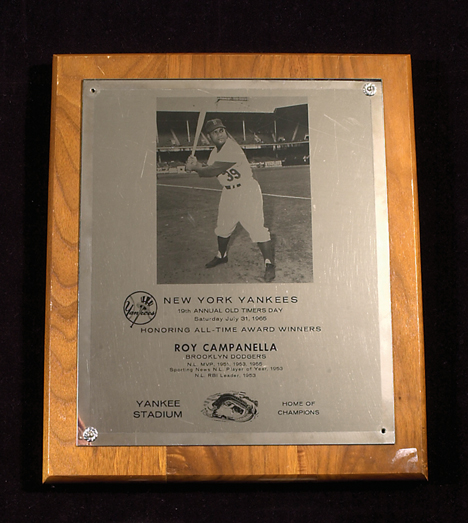 39
Yankees
NEW YORK YANKEES
19th ANNUAL OLD TIMERS DAY
Saturday July 31, 1965
HONORING ALL-TIME AWARD WINNERS
ROY CAMPANELLA
BROOKLYN DODGERS
N.L. MVP, 1951, 1953, 1955
Sporting News N.L. Player of Year, 1953
N.L. RBI Leader, 1953
YANKEE
STADIUM
HOME OF
CHAMPIONS